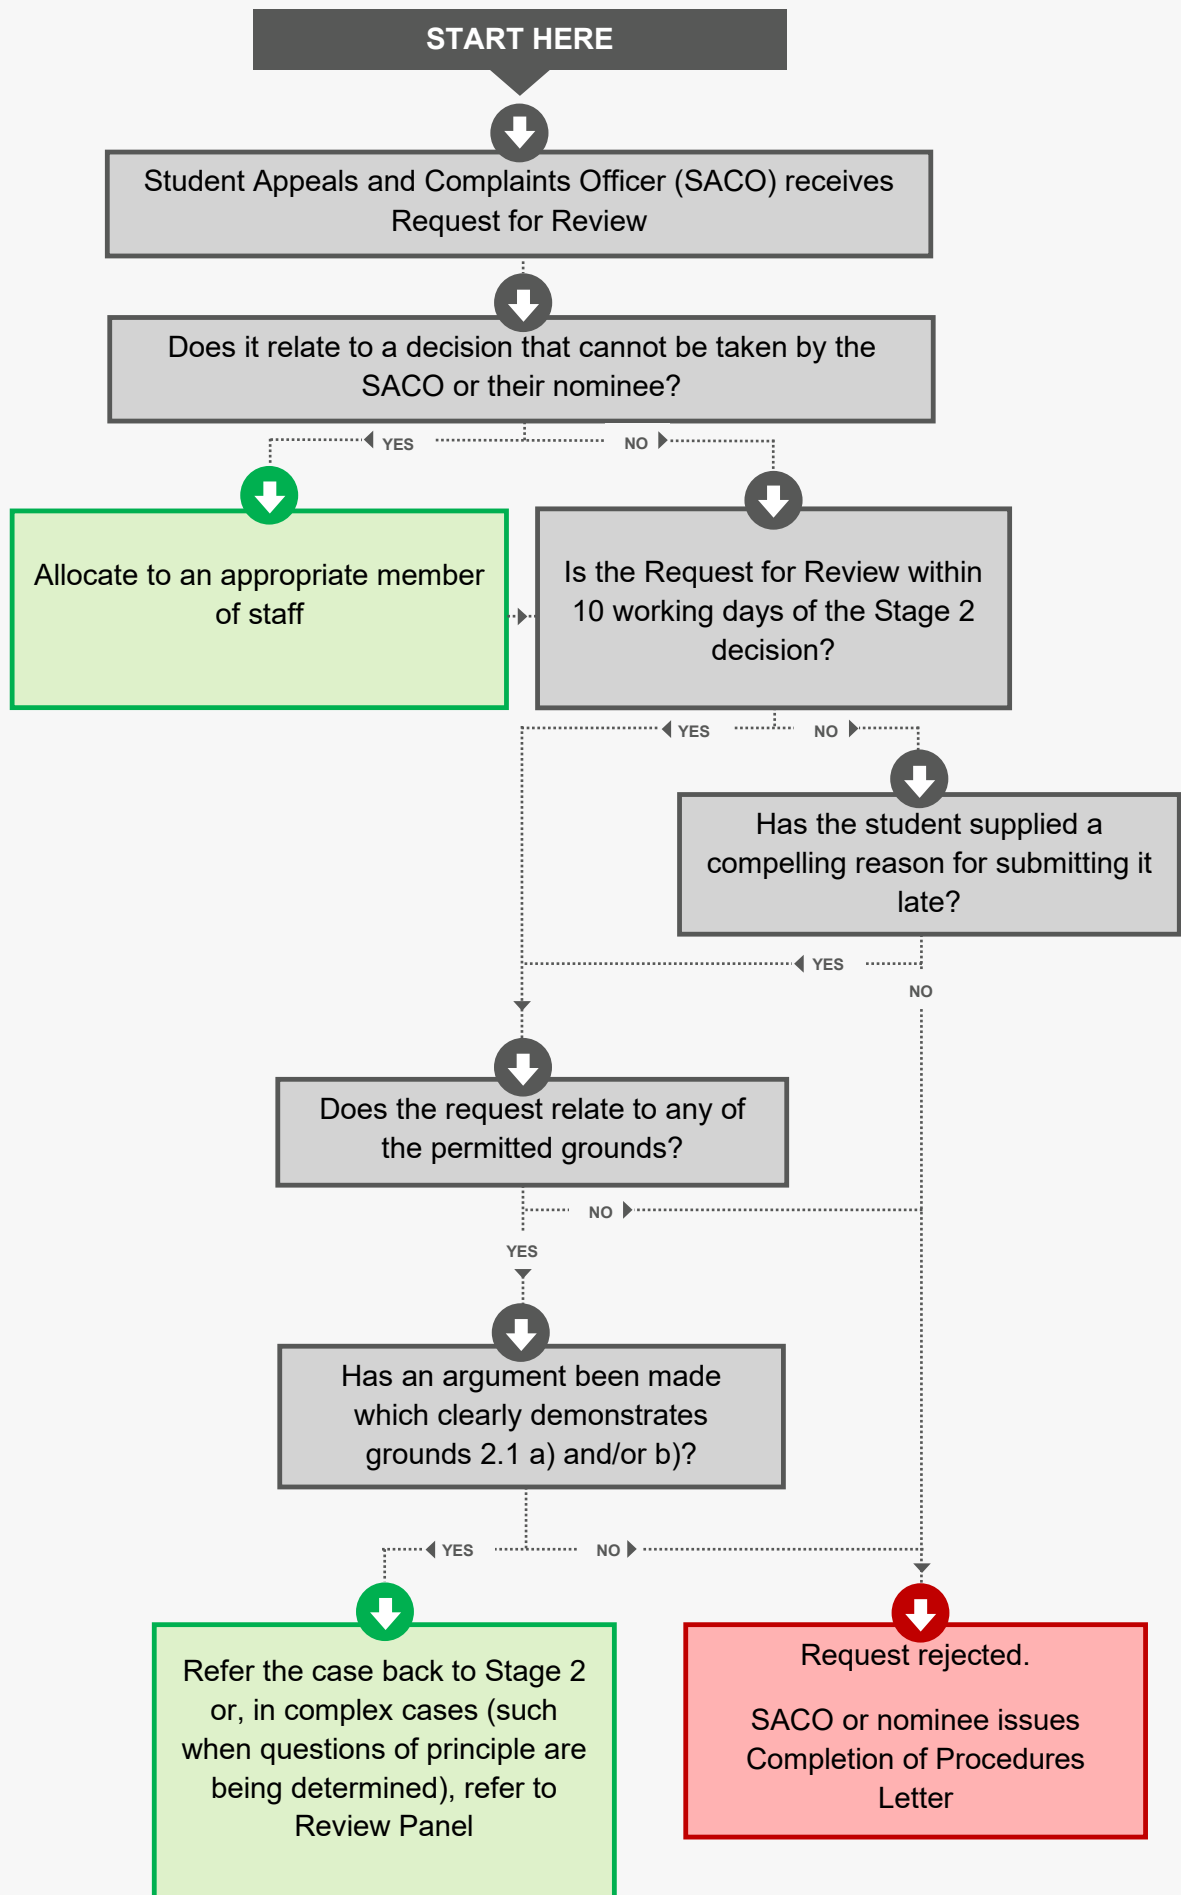 START HERE
Student Appeals and Complaints Officer (SACO) receives
Request for Review
Does it relate to a decision that cannot be taken by the
SACO or their nominee?
YES
NO
Allocate to an appropriate member
of staff
Is the Request for Review within
10 working days of the Stage 2
decision?
YES
NO
Has the student supplied a
compelling reason for submitting it
late?
YES
NO
Does the request relate to any of
the permitted grounds?
NO
YES
Has an argument been made
which clearly demonstrates
grounds 2.1 a) and/or b)?
YES
NO
Refer the case back to Stage 2
or, in complex cases (such
when questions of principle are
being determined), refer to
Review Panel
Request rejected.
SACO or nominee issues
Completion of Procedures
Letter